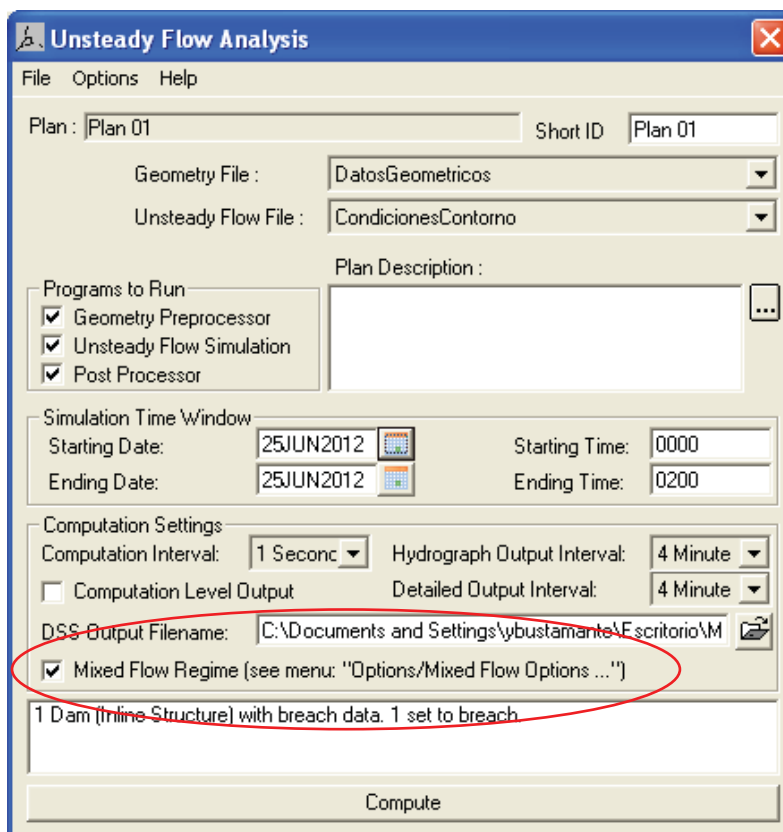 Unsteady Flow Analysis
File Options Help
Plan : Plan 01 Short ID Plan 01
Geometry File : DatosGeometricos
Unsteady Flow File : CondicionesContorno
Plan Description :
Programs to Run
Geometry Preprocessor
Unsteady Flow Simulation
Post Processor
...
Simulation Time Window
Starting Date: 25JUN2012 Starting Time: 0000
Ending Date: 25JUN2012 Ending Time: 0200
Computation Settings
Computation Interval: 1 Second Hydrograph Output Interval: 4 Minute
Computation Level Output Detailed Output Interval: 4 Minute
DSS Output Filename: C:\Documents and Settings\ybustamante\Escritorio\M
Mixed Flow Regime (see menu: "Options/Mixed Flow Options ...")
1 Dam (Inline Structure) with breach data. 1 set to breach.
Compute